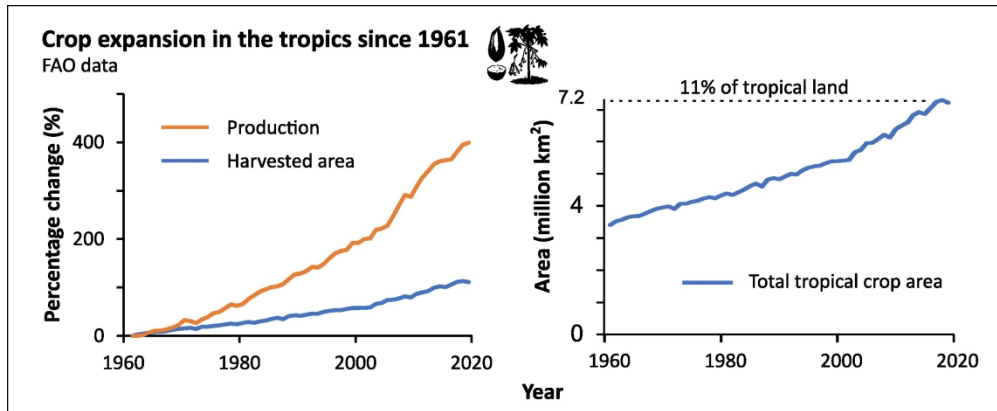 Crop expansion in the tropics since 1961
FAO data
Percentage change (%)
400
200
0
Production
Harvested area
1960
1980
2000
2020
Area (million km²)
7.2
4
0
11% of tropical land
Total tropical crop area
1960
1980
2000
2020
Year